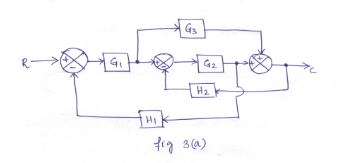 G3
R + - G1 + - G2 + + C
H2
H1
fig 3(a)